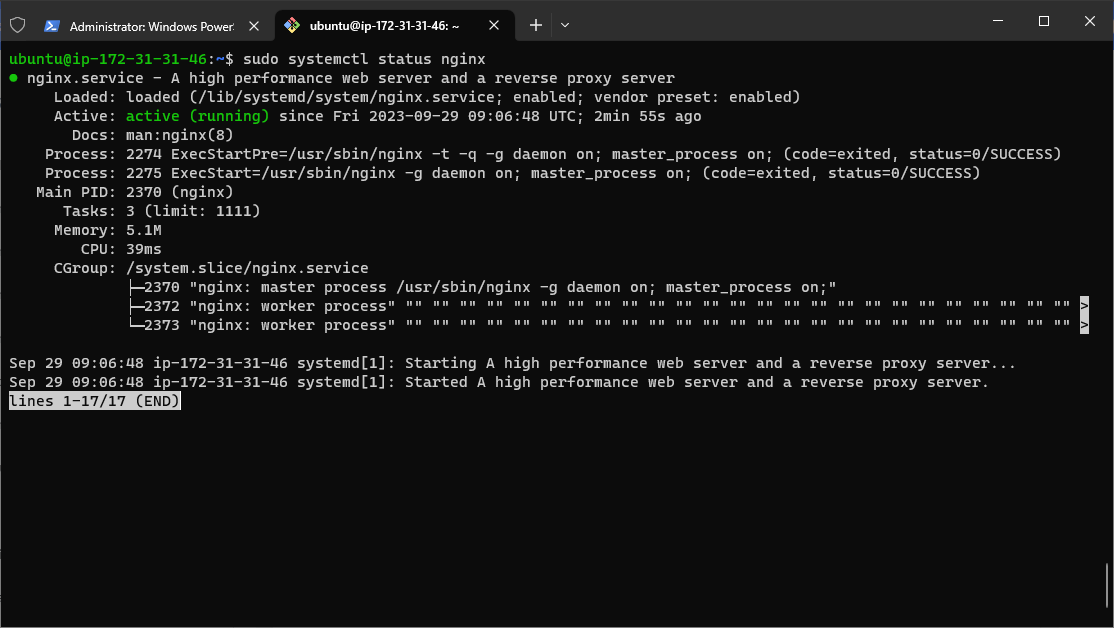 Administrator: Windows Power
ubuntu@ip-172-31-31-46: ~
ubuntu@ip-172-31-31-46:~$ sudo systemctl status nginx
● nginx.service - A high performance web server and a reverse proxy server
     Loaded: loaded (/lib/systemd/system/nginx.service; enabled; vendor preset: enabled)
     Active: active (running) since Fri 2023-09-29 09:06:48 UTC; 2min 55s ago
       Docs: man:nginx(8)
    Process: 2274 ExecStartPre=/usr/sbin/nginx -t -q -g daemon on; master_process on; (code=exited, status=0/SUCCESS)
    Process: 2275 ExecStart=/usr/sbin/nginx -g daemon on; master_process on; (code=exited, status=0/SUCCESS)
   Main PID: 2370 (nginx)
      Tasks: 3 (limit: 1111)
     Memory: 5.1M
        CPU: 39ms
     CGroup: /system.slice/nginx.service
             ├─2370 "nginx: master process /usr/sbin/nginx -g daemon on; master_process on;"
             ├─2372 "nginx: worker process" "" "" "" "" "" "" "" "" "" "" "" "" "" "" "" "" "" "" "" "" "" "" "" "" "" >
             └─2373 "nginx: worker process" "" "" "" "" "" "" "" "" "" "" "" "" "" "" "" "" "" "" "" "" "" "" "" "" "" >
Sep 29 09:06:48 ip-172-31-31-46 systemd[1]: Starting A high performance web server and a reverse proxy server...
Sep 29 09:06:48 ip-172-31-31-46 systemd[1]: Started A high performance web server and a reverse proxy server.
lines 1-17/17 (END)